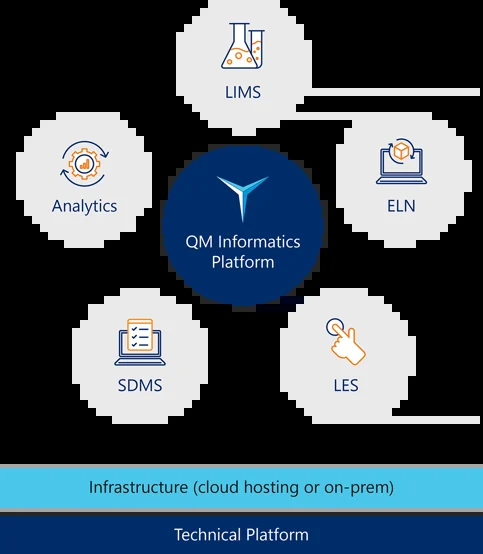 LIMS
Analytics
ELN
QM Informatics
Platform
SDMS
LES
Infrastructure (cloud hosting or on-prem)
Technical Platform